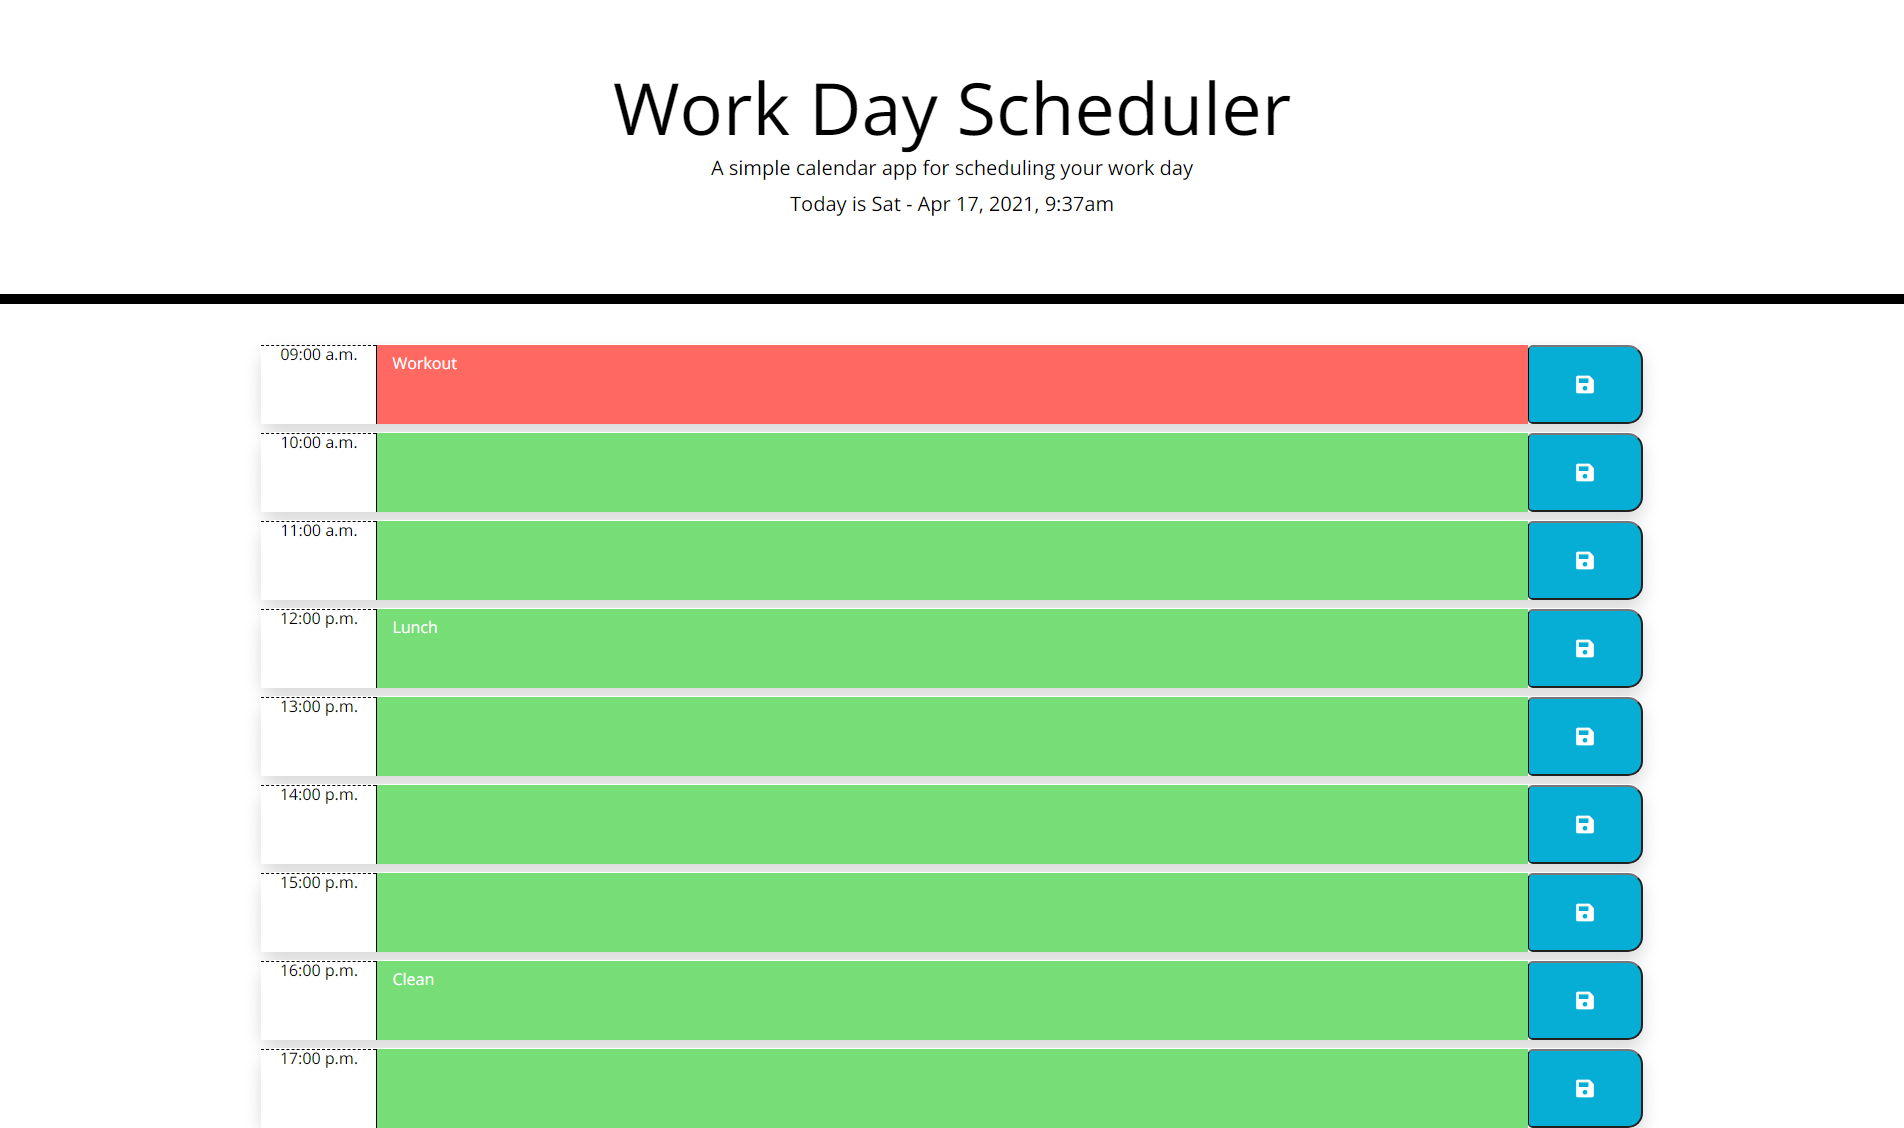 Work Day Scheduler
A simple calendar app for scheduling your work day
Today is Sat - Apr 17, 2021, 9:37am
09:00 a.m. Workout
10:00 a.m.
11:00 a.m.
12:00 p.m. Lunch
13:00 p.m.
14:00 p.m.
15:00 p.m.
16:00 p.m. Clean
17:00 p.m.